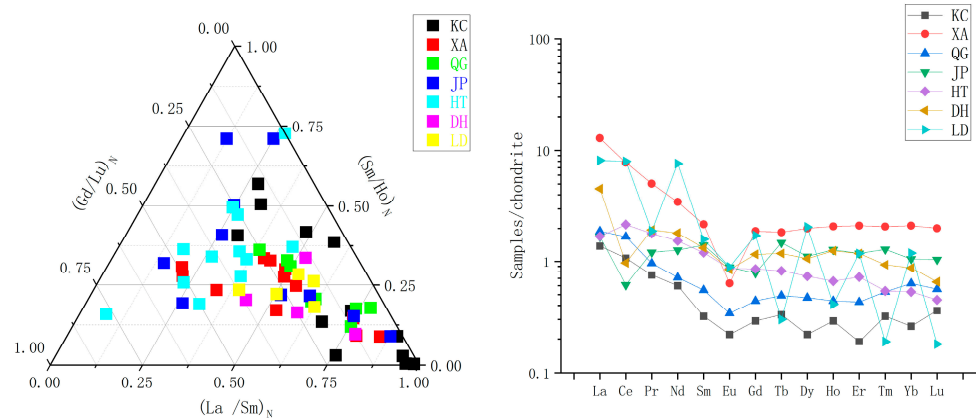 0.00
1.00
0.25
0.75
0.50
0.50
0.75
0.25
1.00
0.00
0.00
0.25
0.50
0.75
1.00
(Gd/Lu)N
(Sm/Ho)N
(La /Sm)N
KC
XA
QG
JP
HT
DH
LD
100
10
1
0.1
Samples/chondrite
La Ce Pr Nd Sm Eu Gd Tb Dy Ho Er Tm Yb Lu
KC
XA
QG
JP
HT
DH
LD